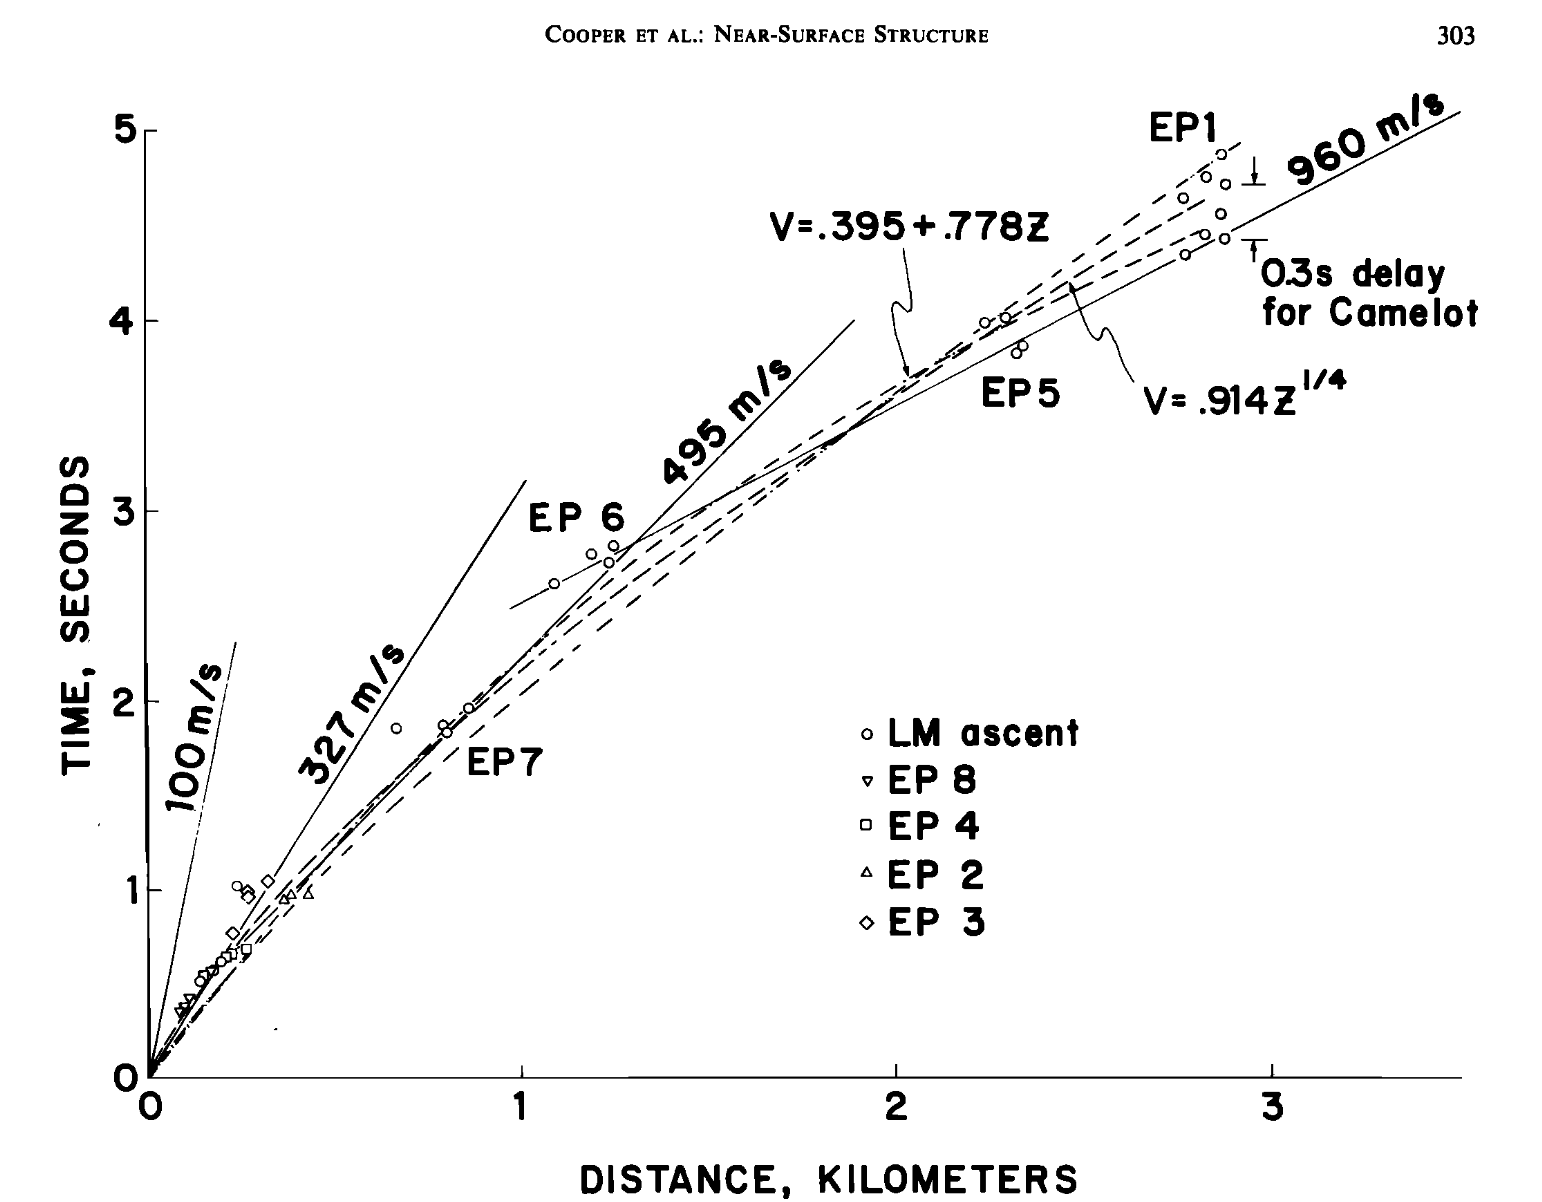 COOPER ET AL.: NEAR-SURFACE STRUCTURE
303
5
EP1
960 m/s
V=.395+.778Z
0.3s delay
for Camelot
4
EP5
V= .914Z^1/4
495 m/s
3
EP 6
TIME, SECONDS
327 m/s
100 m/s
2
EP7
LM ascent
EP 8
EP 4
EP 2
EP 3
1
0
0
1
2
3
DISTANCE, KILOMETERS